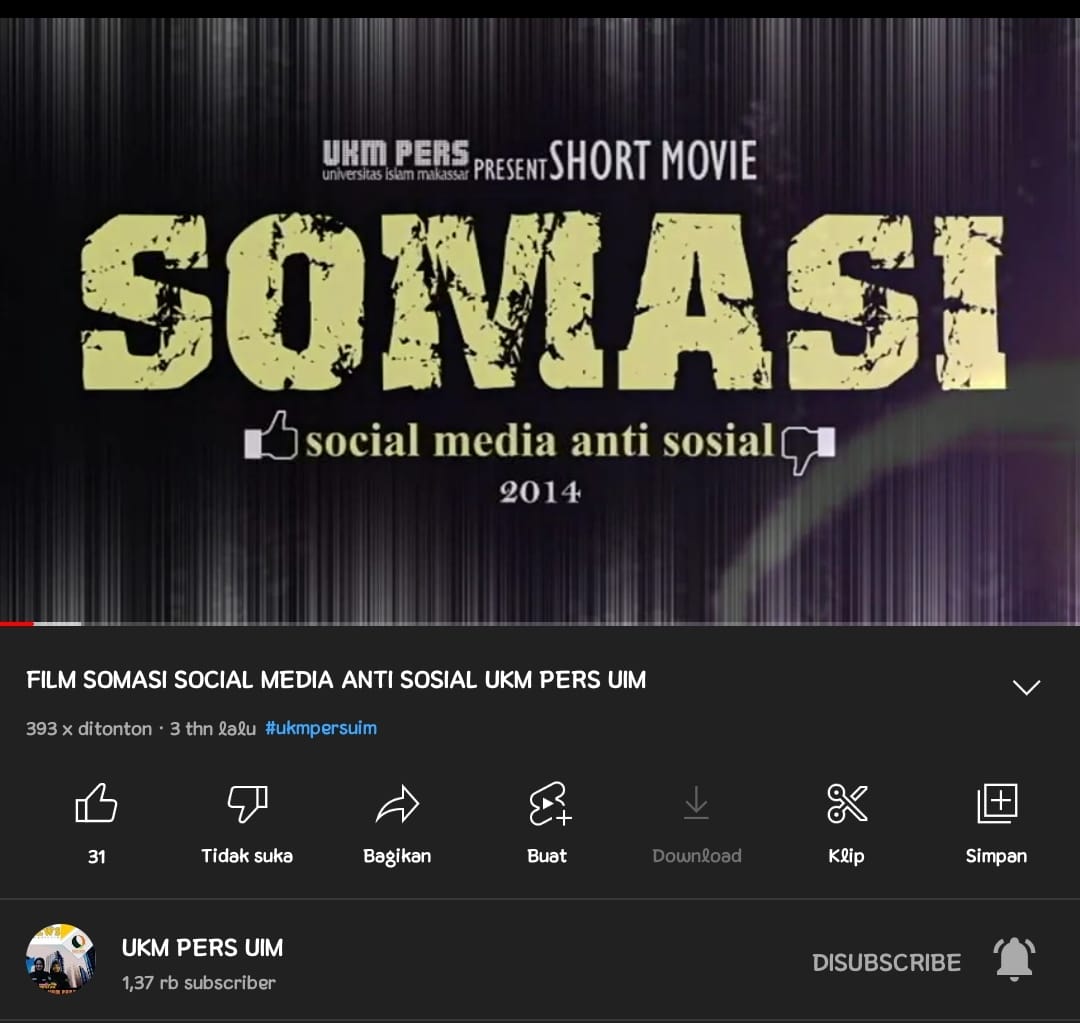 UKM PERS
universitas islam makassar
PRESENT SHORT MOVIE
SOMASI
social media anti sosial
2014
FILM SOMASI SOCIAL MEDIA ANTI SOSIAL UKM PERS UIM
393 x ditonton · 3 thn lalu #ukmpersuim
31 Tidak suka Bagikan Buat Download Klip Simpan
UKM PERS UIM
DISUBSCRIBE
1,37 rb subscriber